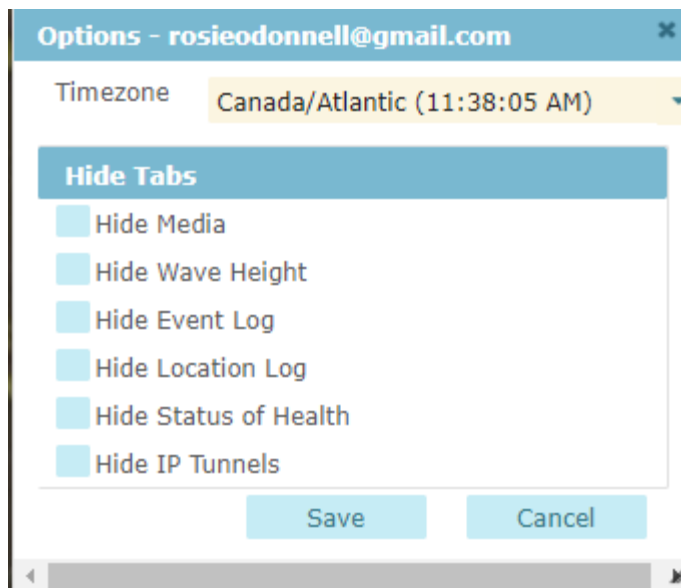 Options - rosieodonnell@gmail.com
Timezone
Canada/Atlantic (11:38:05 AM)
Hide Tabs
Hide Media
Hide Wave Height
Hide Event Log
Hide Location Log
Hide Status of Health
Hide IP Tunnels
Save Cancel